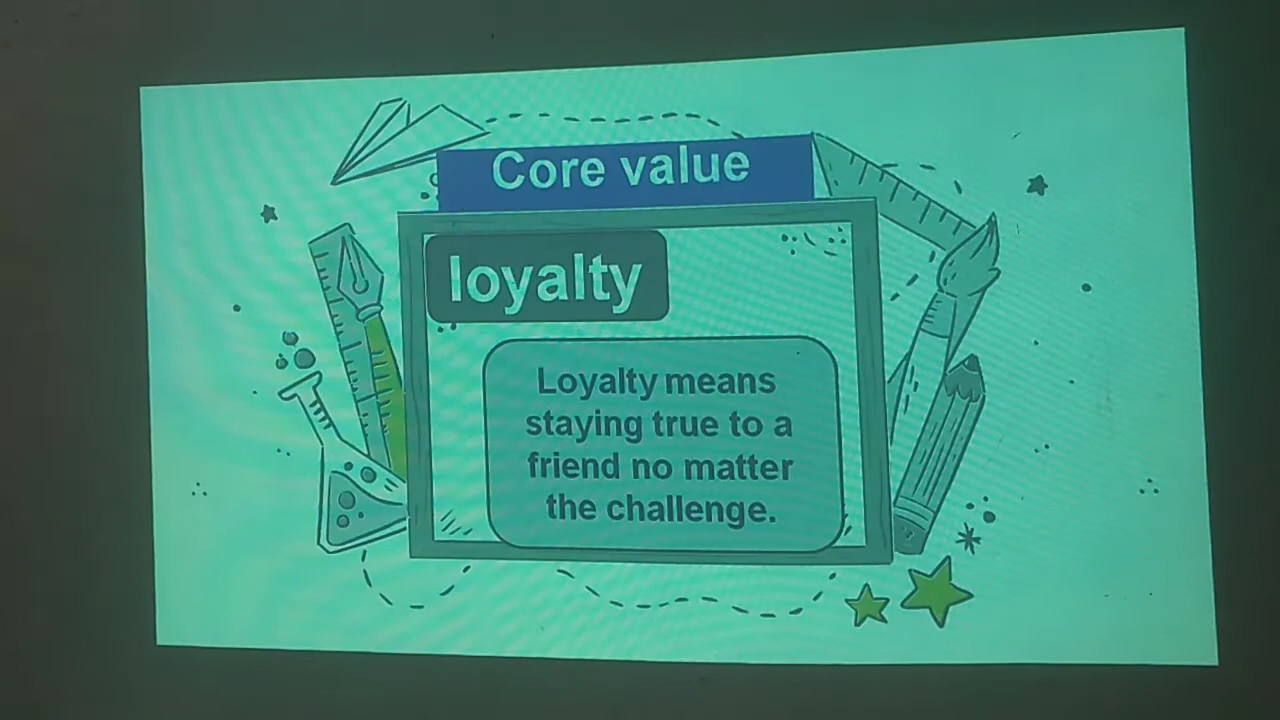 Core value
loyalty
Loyalty means
staying true to a
friend no matter
the challenge.